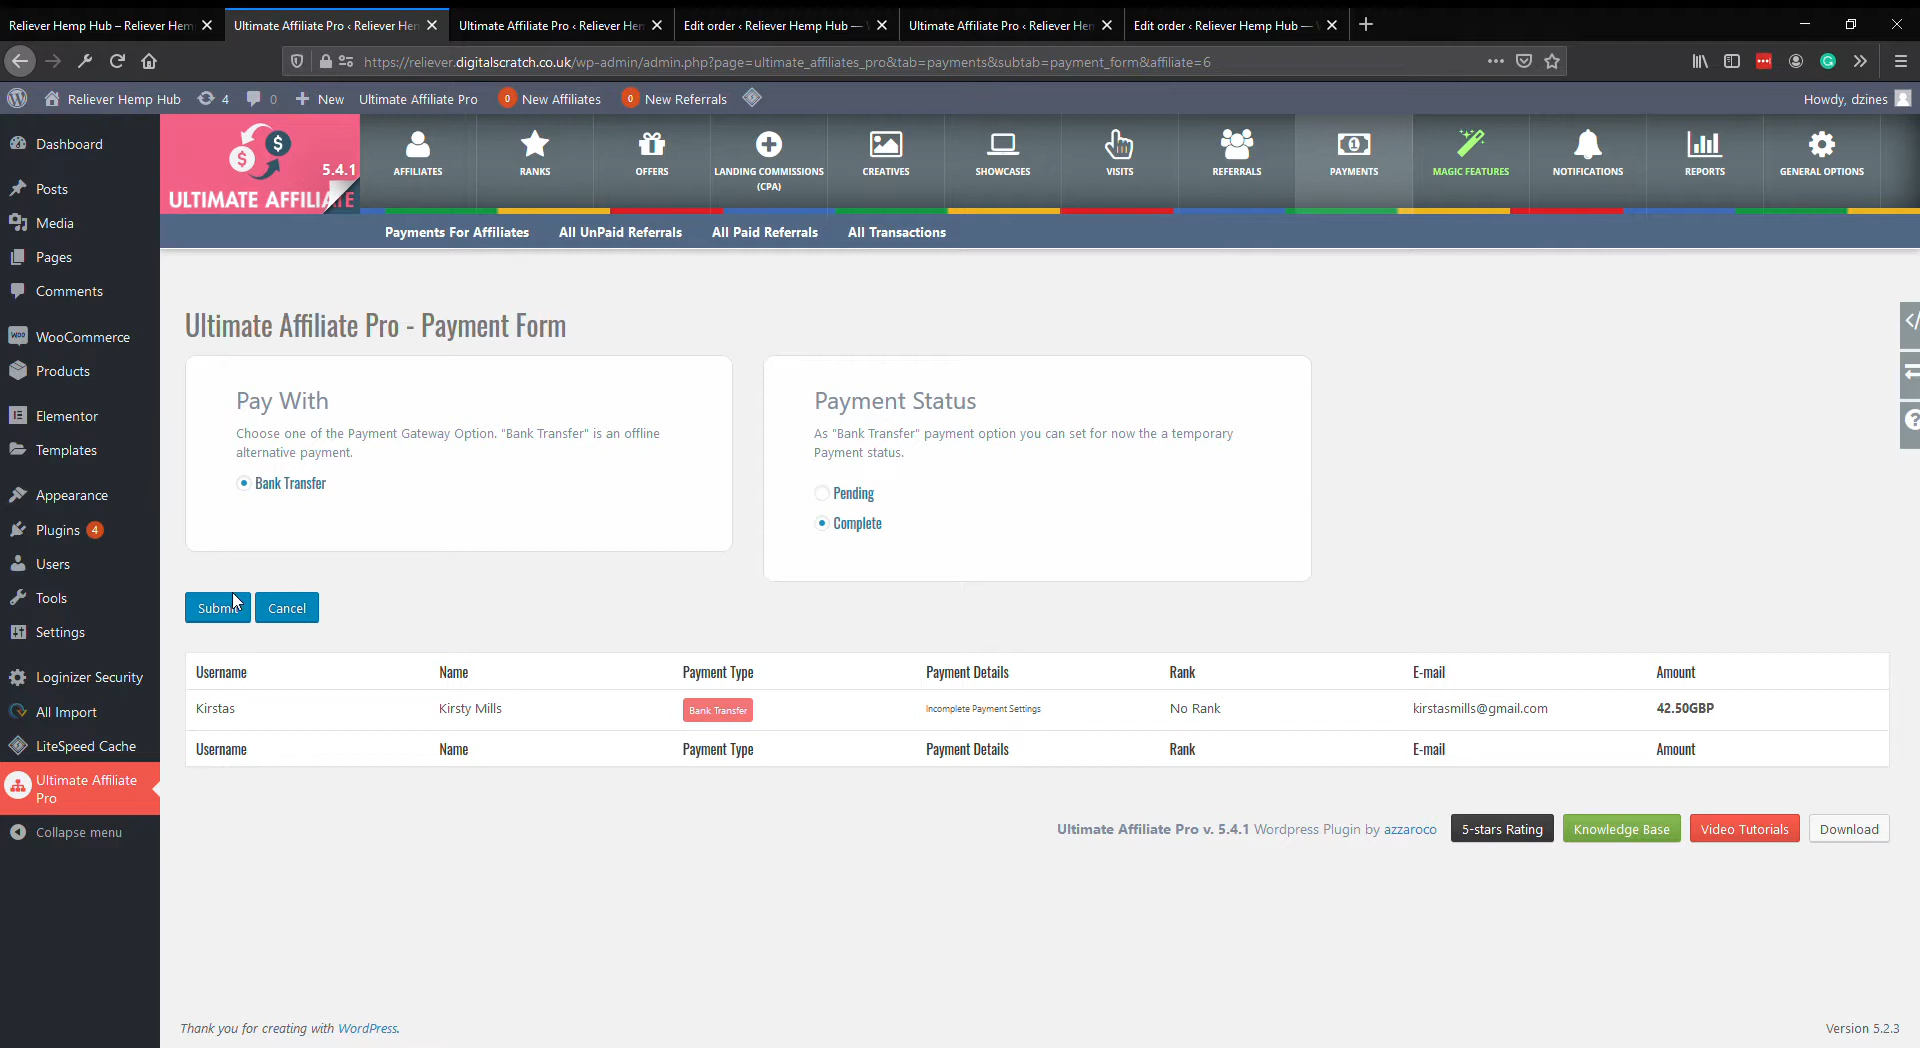 Reliever Hemp Hub – Reliever Hem
Ultimate Affiliate Pro ‹ Reliever Hen
Ultimate Affiliate Pro ‹ Reliever Her
Edit order ‹ Reliever Hemp Hub —
Ultimate Affiliate Pro ‹ Reliever Her
Edit order ‹ Reliever Hemp Hub —
https://reliever.digitalscratch.co.uk/wp-admin/admin.php?page=ultimate_affiliates_pro&tab=payments&subtab=payment_form&affiliate=6
Reliever Hemp Hub
4
0
New
Ultimate Affiliate Pro
0 New Affiliates
0 New Referrals
Howdy, dzines
Dashboard
Posts
Media
Pages
Comments
WooCommerce
Products
Elementor
Templates
Appearance
Plugins 4
Users
Tools
Settings
Loginizer Security
All Import
LiteSpeed Cache
Ultimate Affiliate
Pro
Collapse menu
5.4.1
ULTIMATE AFFILIATE
AFFILIATES
RANKS
OFFERS
LANDING COMMISSIONS
(CPA)
CREATIVES
SHOWCASES
VISITS
REFERRALS
PAYMENTS
MAGIC FEATURES
NOTIFICATIONS
REPORTS
GENERAL OPTIONS
Payments For Affiliates
All UnPaid Referrals
All Paid Referrals
All Transactions
Ultimate Affiliate Pro - Payment Form
Pay With
Choose one of the Payment Gateway Option. "Bank Transfer" is an offline
alternative payment.
Bank Transfer
Payment Status
As "Bank Transfer" payment option you can set for now the a temporary
Payment status.
Pending
Complete
Submit
Cancel
Username Name Payment Type Payment Details Rank E-mail Amount
Kirstas Kirsty Mills Bank Transfer Incomplete Payment Settings No Rank kirstasmills@gmail.com 42.50GBP
Username Name Payment Type Payment Details Rank E-mail Amount
Ultimate Affiliate Pro v. 5.4.1 Wordpress Plugin by azzaroco
5-stars Rating
Knowledge Base
Video Tutorials
Download
Thank you for creating with WordPress.
Version 5.2.3